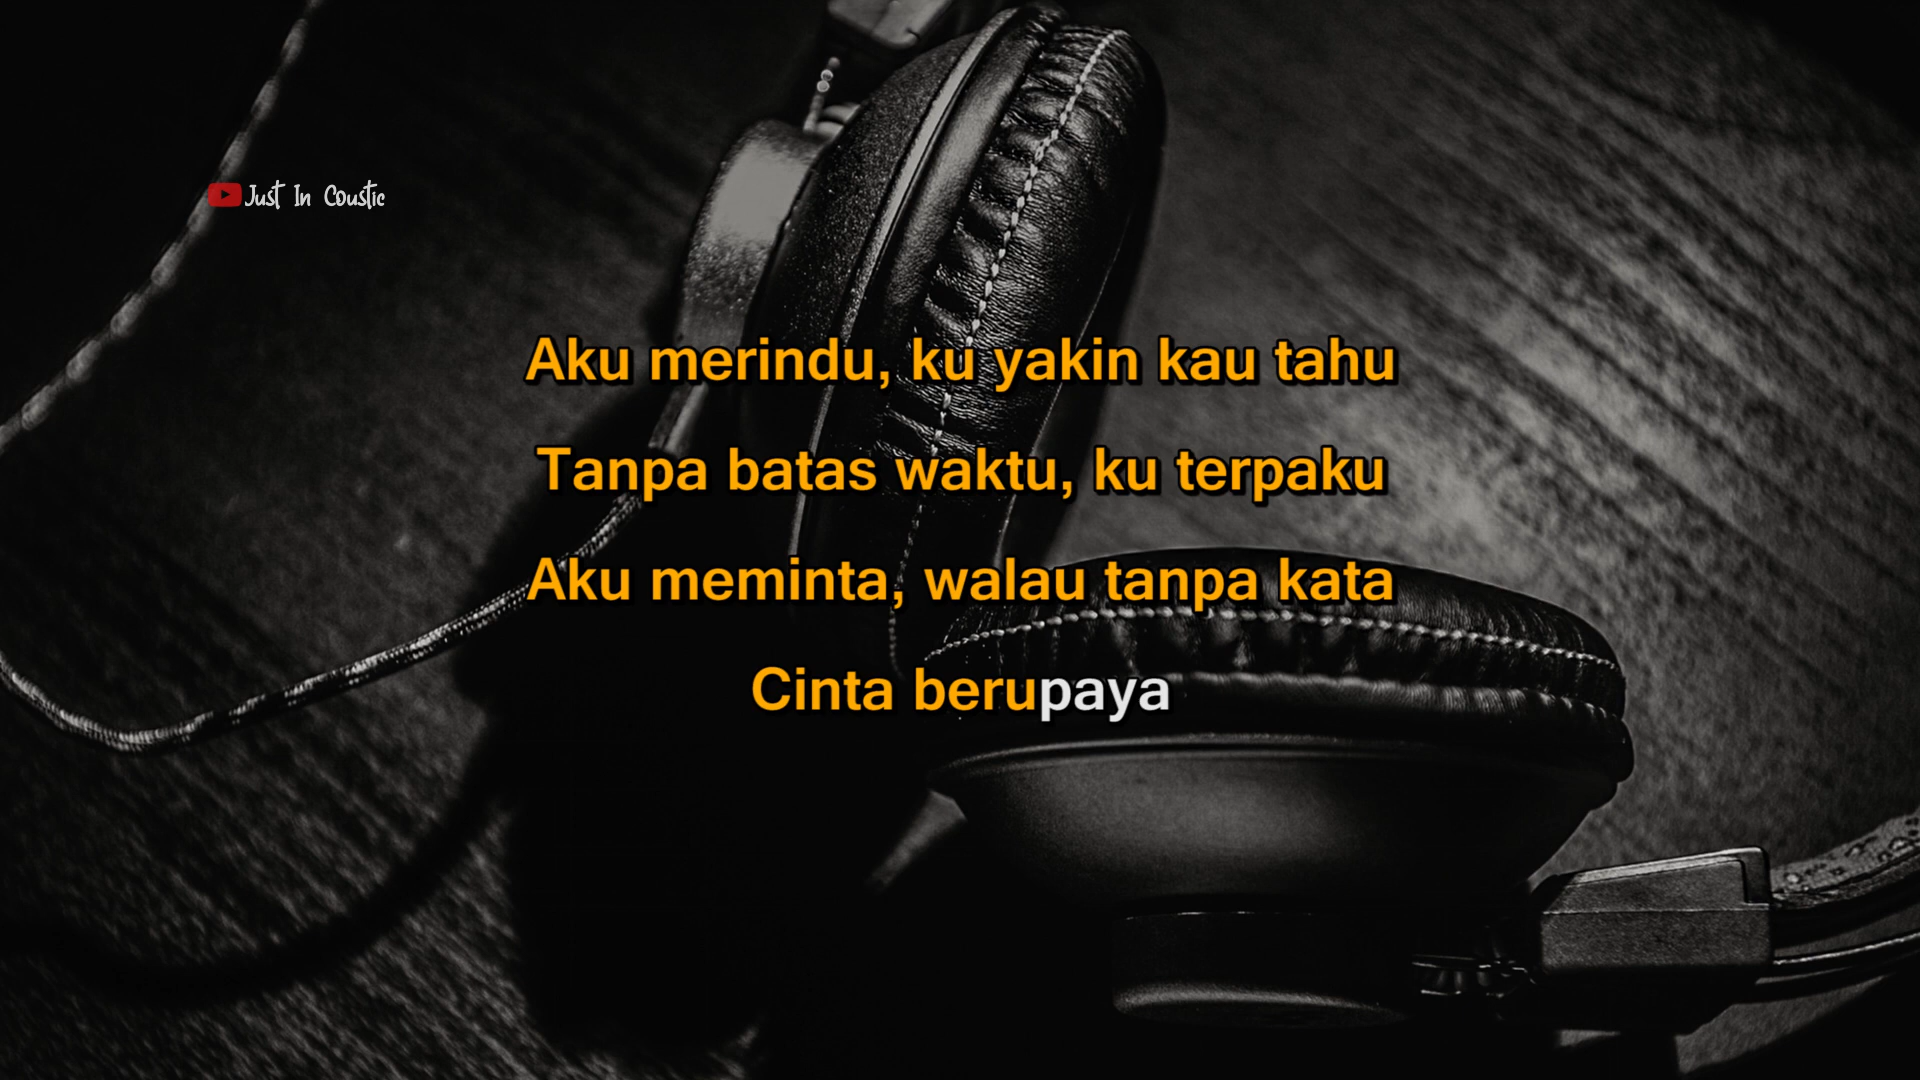 Just In Coustic
Aku merindu, ku yakin kau tahu
Tanpa batas waktu, ku terpaku
Aku meminta, walau tanpa kata
Cinta berupaya